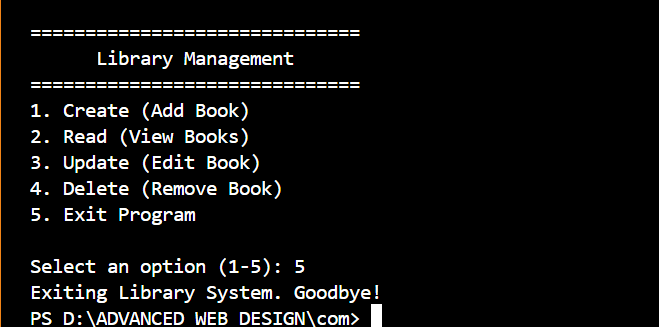 ==============================
Library Management
==============================
1. Create (Add Book)
2. Read (View Books)
3. Update (Edit Book)
4. Delete (Remove Book)
5. Exit Program
Select an option (1-5): 5
Exiting Library System. Goodbye!
PS D:\ADVANCED WEB DESIGN\com>